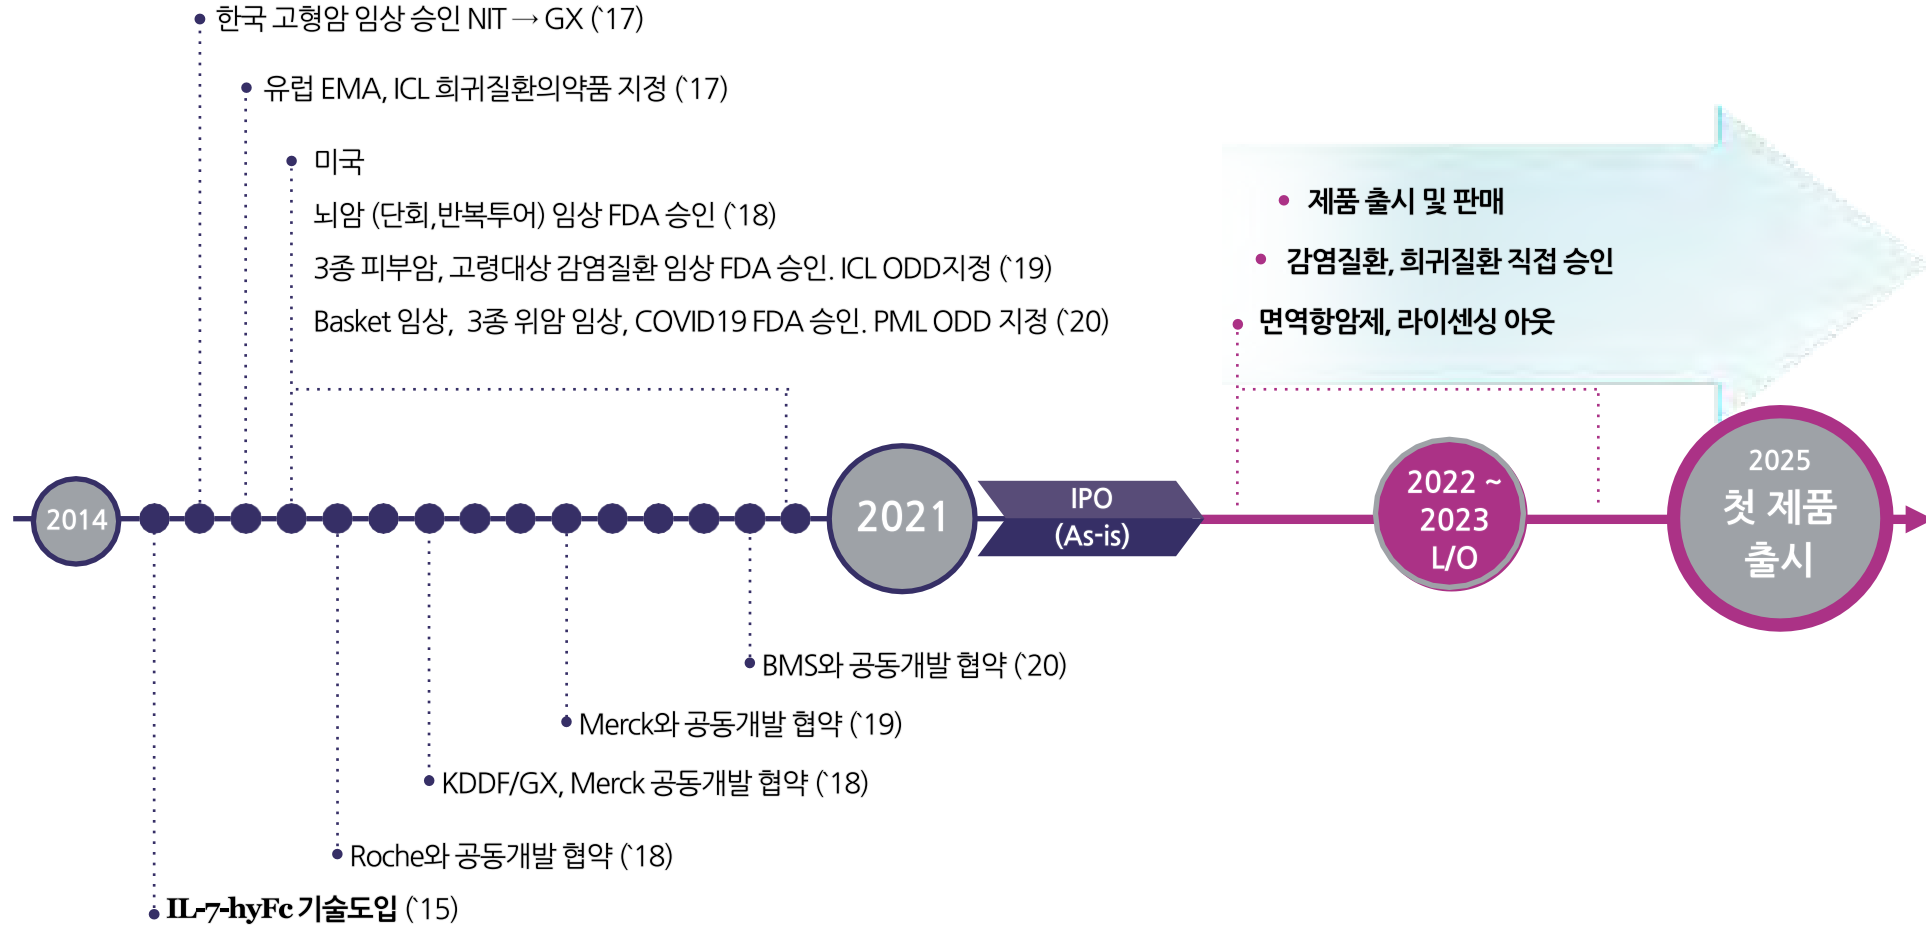 한국 고형암 임상 승인 NIT → GX (`17)
유럽 EMA, ICL 희귀질환의약품 지정 (`17)
미국
뇌암 (단회,반복투어) 임상 FDA 승인 (`18)
3종 피부암, 고령대상 감염질환 임상 FDA 승인. ICL ODD지정 (`19)
Basket 임상, 3종 위암 임상, COVID19 FDA 승인. PML ODD 지정 (`20)
제품 출시 및 판매
감염질환, 희귀질환 직접 승인
면역항암제, 라이센싱 아웃
2014
2021
IPO
(As-is)
2022 ~
2023
L/O
2025
첫 제품
출시
BMS와 공동개발 협약 (`20)
Merck와 공동개발 협약 (`19)
KDDF/GX, Merck 공동개발 협약 (`18)
Roche와 공동개발 협약 (`18)
IL-7-hyFc 기술도입 (`15)